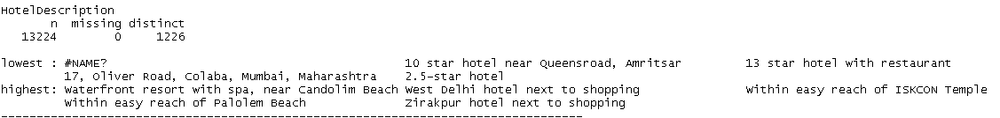 HotelDescription
n missing distinct
13224 0 1226
lowest : #NAME? 10 star hotel near Queensroad, Amritsar 13 star hotel with restaurant
17, Oliver Road, Colaba, Mumbai, Maharashtra 2.5-star hotel
highest: Waterfront resort with spa, near Candolim Beach West Delhi hotel next to shopping Within easy reach of ISKCON Temple
Within easy reach of Palolem Beach Zirakpur hotel next to shopping
--------------------------------------------------------------------------------